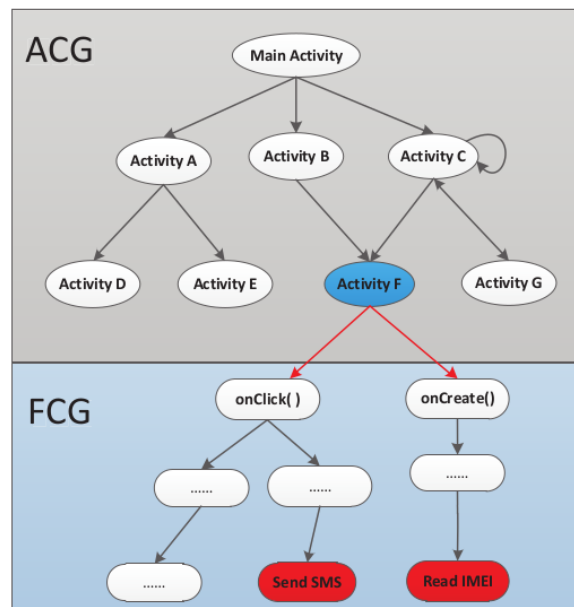 ACG
Main Activity
Activity A
Activity B
Activity C
Activity D
Activity E
Activity F
Activity G
FCG
onClick( )
onCreate()
......
......
......
......
Send SMS
Read IMEI